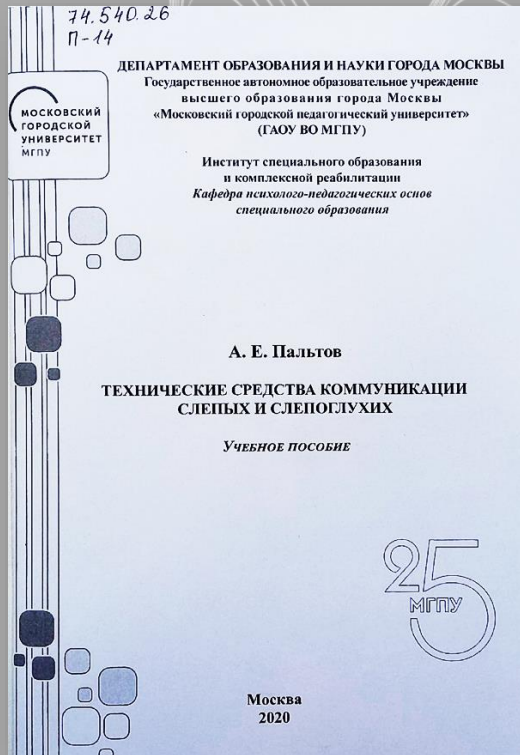 74.540.26
П-14
ДЕПАРТАМЕНТ ОБРАЗОВАНИЯ И НАУКИ ГОРОДА МОСКВЫ
Государственное автономное образовательное учреждение
высшего образования города Москвы
«Московский городской педагогический университет»
(ГАОУ ВО МГПУ)
МОСКОВСКИЙ
ГОРОДСКОЙ
УНИВЕРСИТЕТ
МГПУ
Институт специального образования
и комплексной реабилитации
Кафедра психолого-педагогических основ
специального образования
А. Е. Пальтов
ТЕХНИЧЕСКИЕ СРЕДСТВА КОММУНИКАЦИИ
СЛЕПЫХ И СЛЕПОГЛУХИХ
УЧЕБНОЕ ПОСОБИЕ
25
МГПУ
Москва
2020